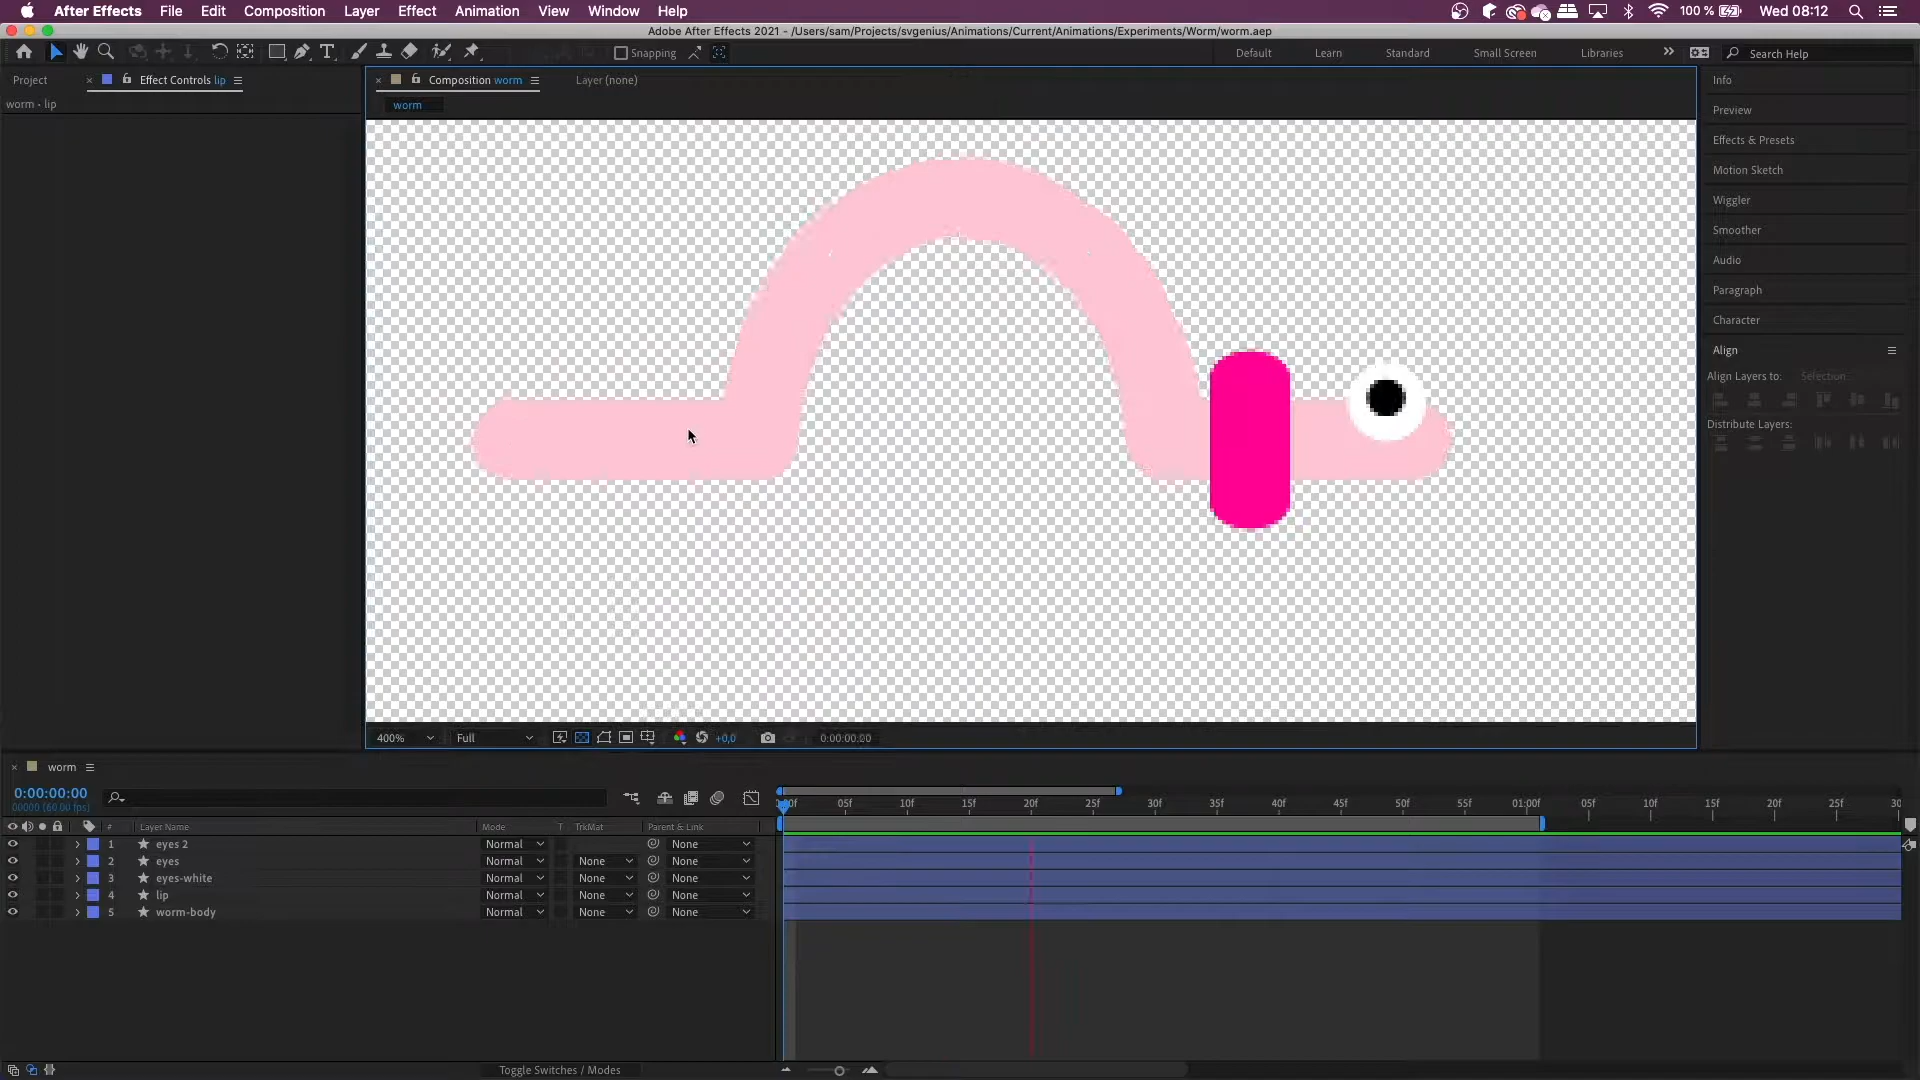 After Effects File Edit Composition Layer Effect Animation View Window Help 100 % Wed 08:12
Adobe After Effects 2021 - /Users/sam/Projects/svgenius/Animations/Current/Animations/Experiments/Worm/worm.aep
Snapping Default Learn Standard Small Screen Libraries Search Help
Project Effect Controls lip Composition worm Layer (none) Info
worm • lip worm
Preview
Effects & Presets
Motion Sketch
Wiggler
Smoother
Audio
Paragraph
Character
Align
Align Layers to: Selection
Distribute Layers:
400% Full +0,0 0:00:00:00
worm
0:00:00:00
00000 (60.00 fps)
05f 10f 15f 20f 25f 30f 35f 40f 45f 50f 55f 01:00f 05f 10f 15f 20f 25f 30
# Layer Name Mode T TrkMat Parent & Link
1 eyes 2 Normal None
2 eyes Normal None None
3 eyes-white Normal None None
4 lip Normal None None
5 worm-body Normal None None
Toggle Switches / Modes